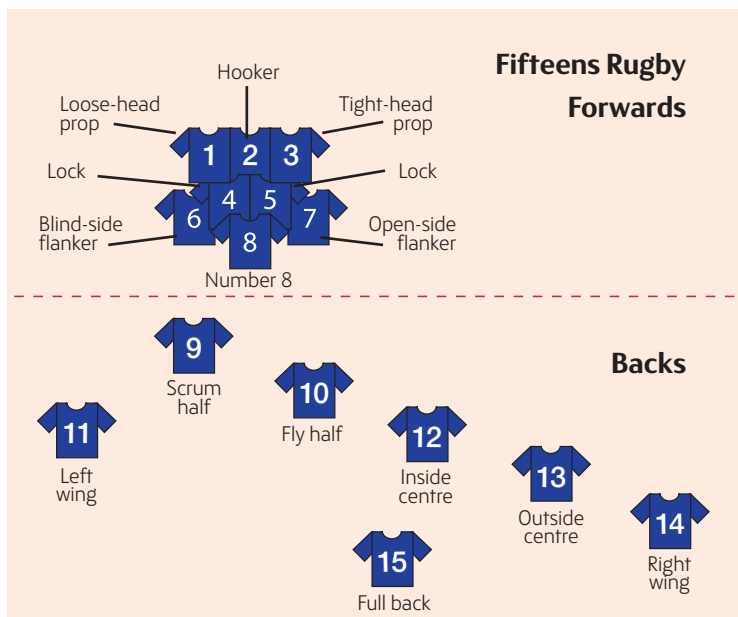 Fifteens Rugby
Forwards
Hooker
Loose-head
prop
Tight-head
prop
1 2 3
Lock
Lock
4 5
6 7
Blind-side
flanker
Open-side
flanker
8
Number 8
Backs
9
Scrum
half
10
Fly half
11
Left
wing
12
Inside
centre
13
Outside
centre
14
Right
wing
15
Full back